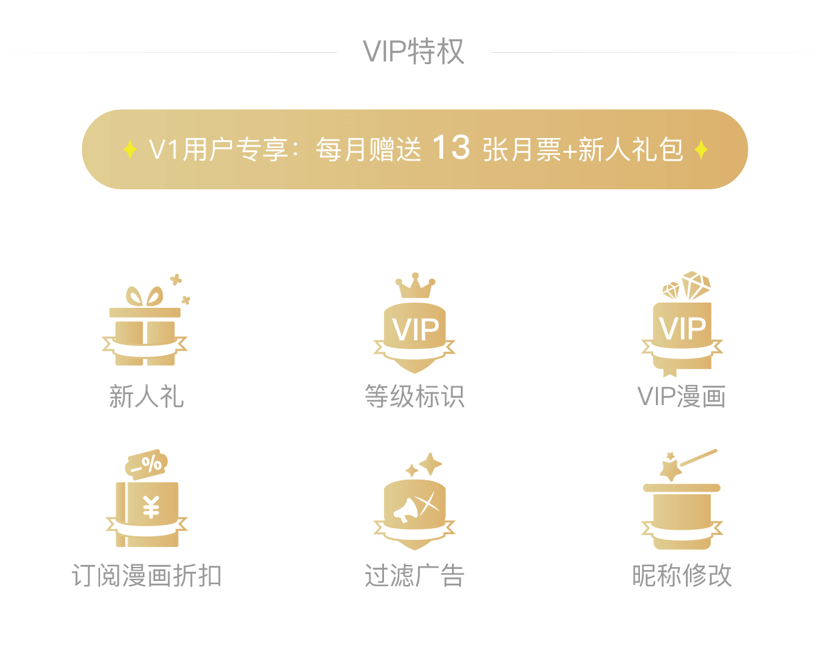 VIP特权
V1用户专享：每月赠送 13 张月票+新人礼包
VIP
VIP
新人礼
等级标识
VIP漫画
-%
¥
订阅漫画折扣
过滤广告
昵称修改